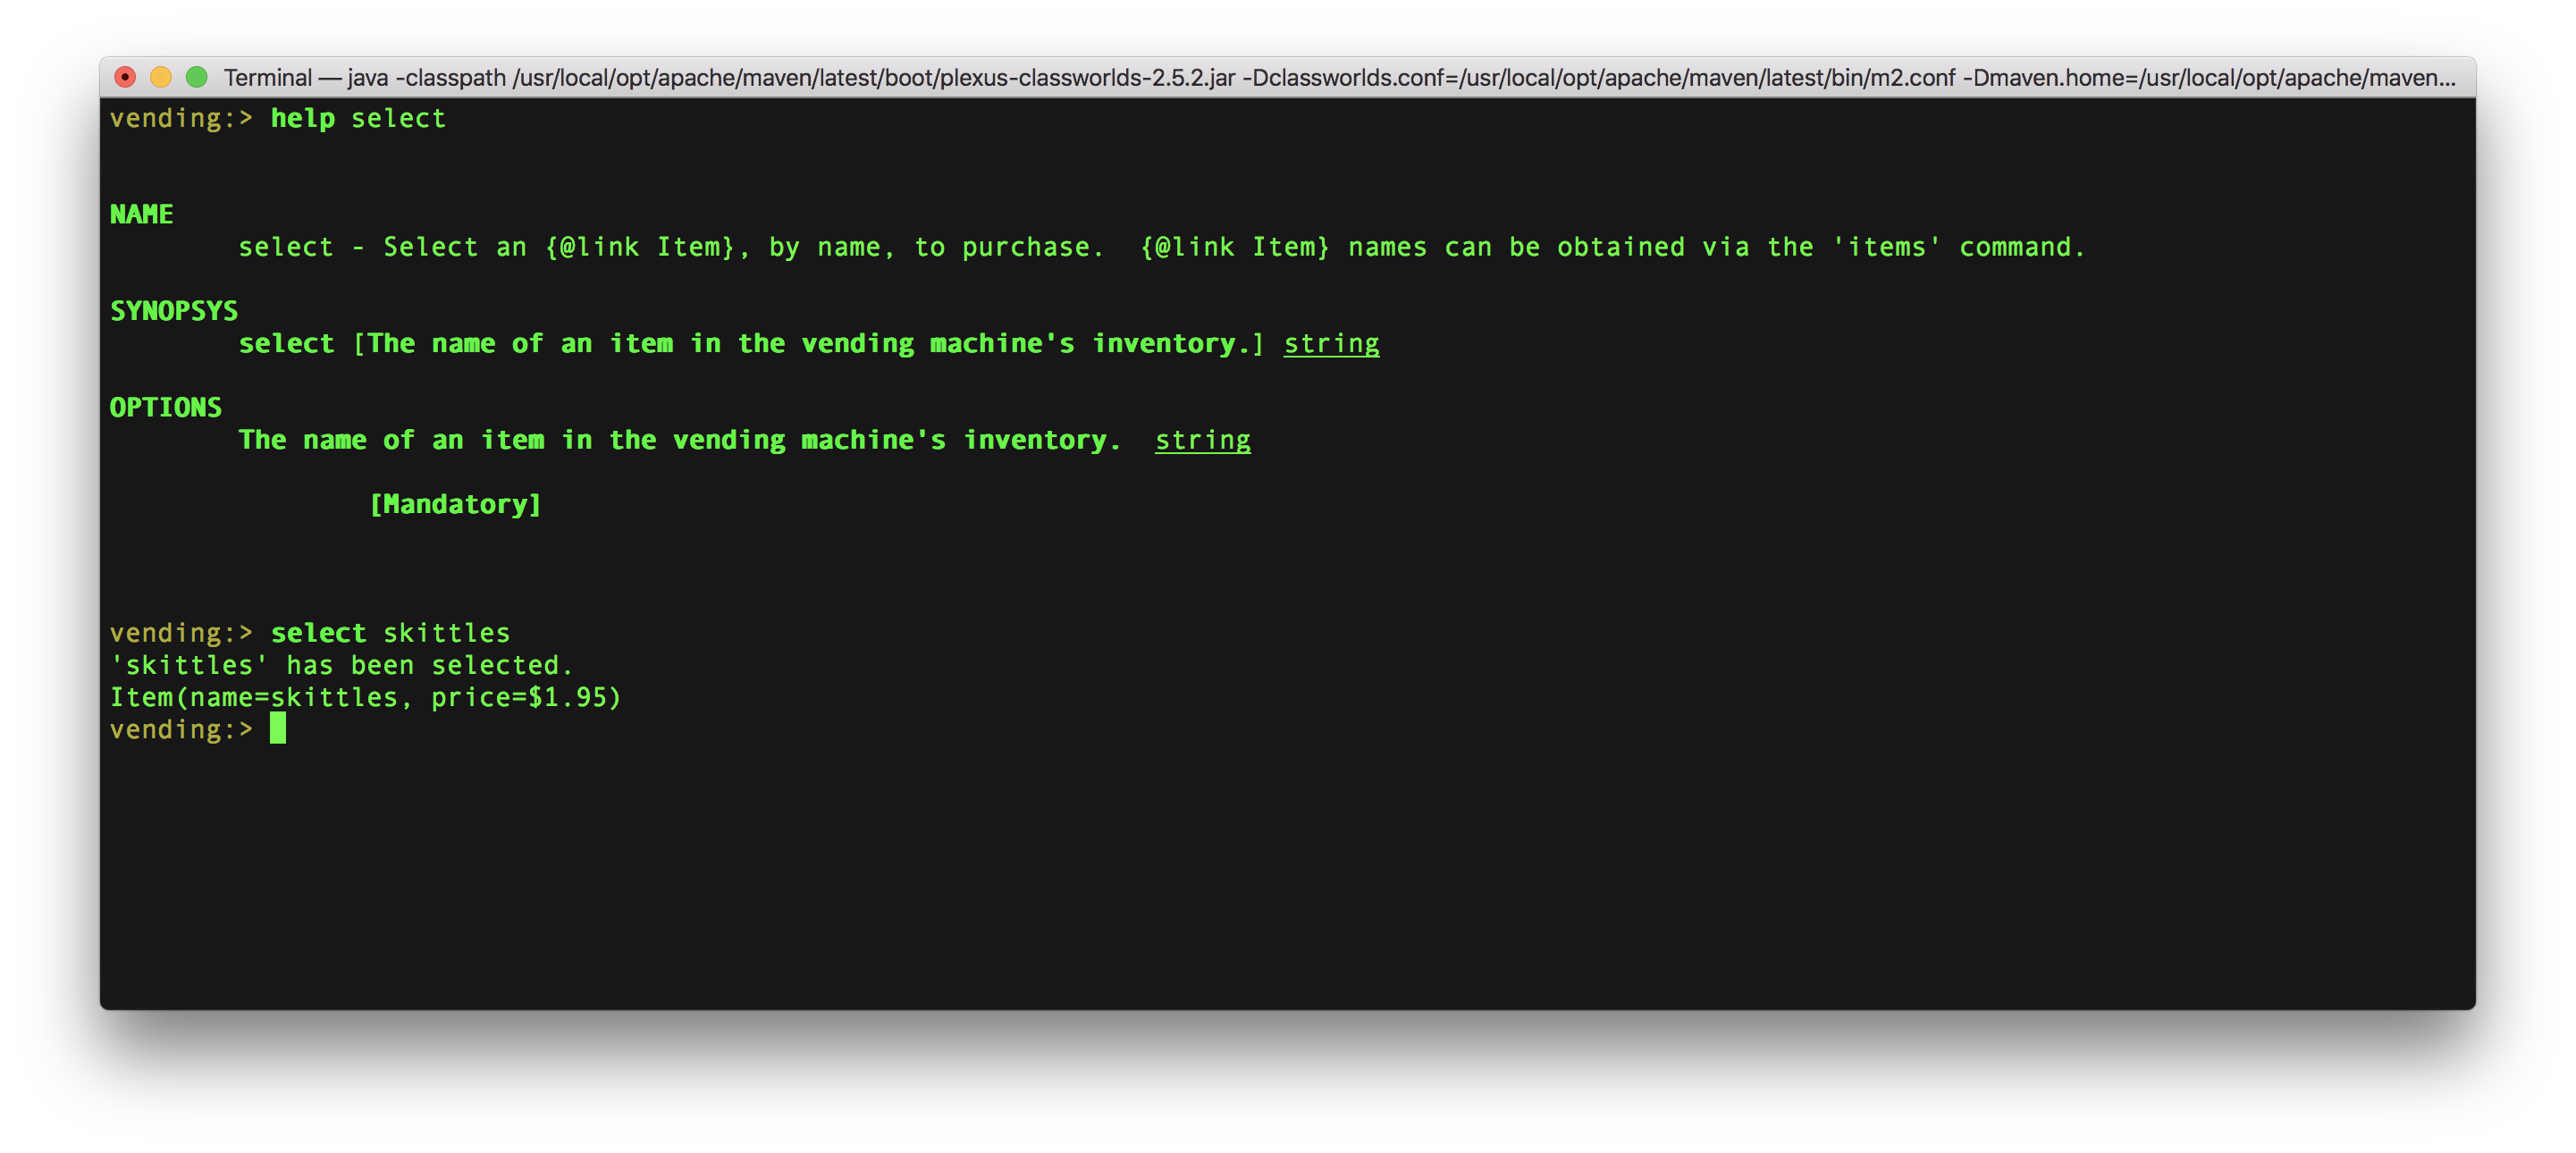 Terminal — java -classpath /usr/local/opt/apache/maven/latest/boot/plexus-classworlds-2.5.2.jar -Dclassworlds.conf=/usr/local/opt/apache/maven/latest/bin/m2.conf -Dmaven.home=/usr/local/opt/apache/maven...
vending:> help select
NAME
select - Select an {@link Item}, by name, to purchase.  {@link Item} names can be obtained via the 'items' command.
SYNOPSYS
select [The name of an item in the vending machine's inventory.] string
OPTIONS
The name of an item in the vending machine's inventory.  string
[Mandatory]
vending:> select skittles
'skittles' has been selected.
Item(name=skittles, price=$1.95)
vending:>